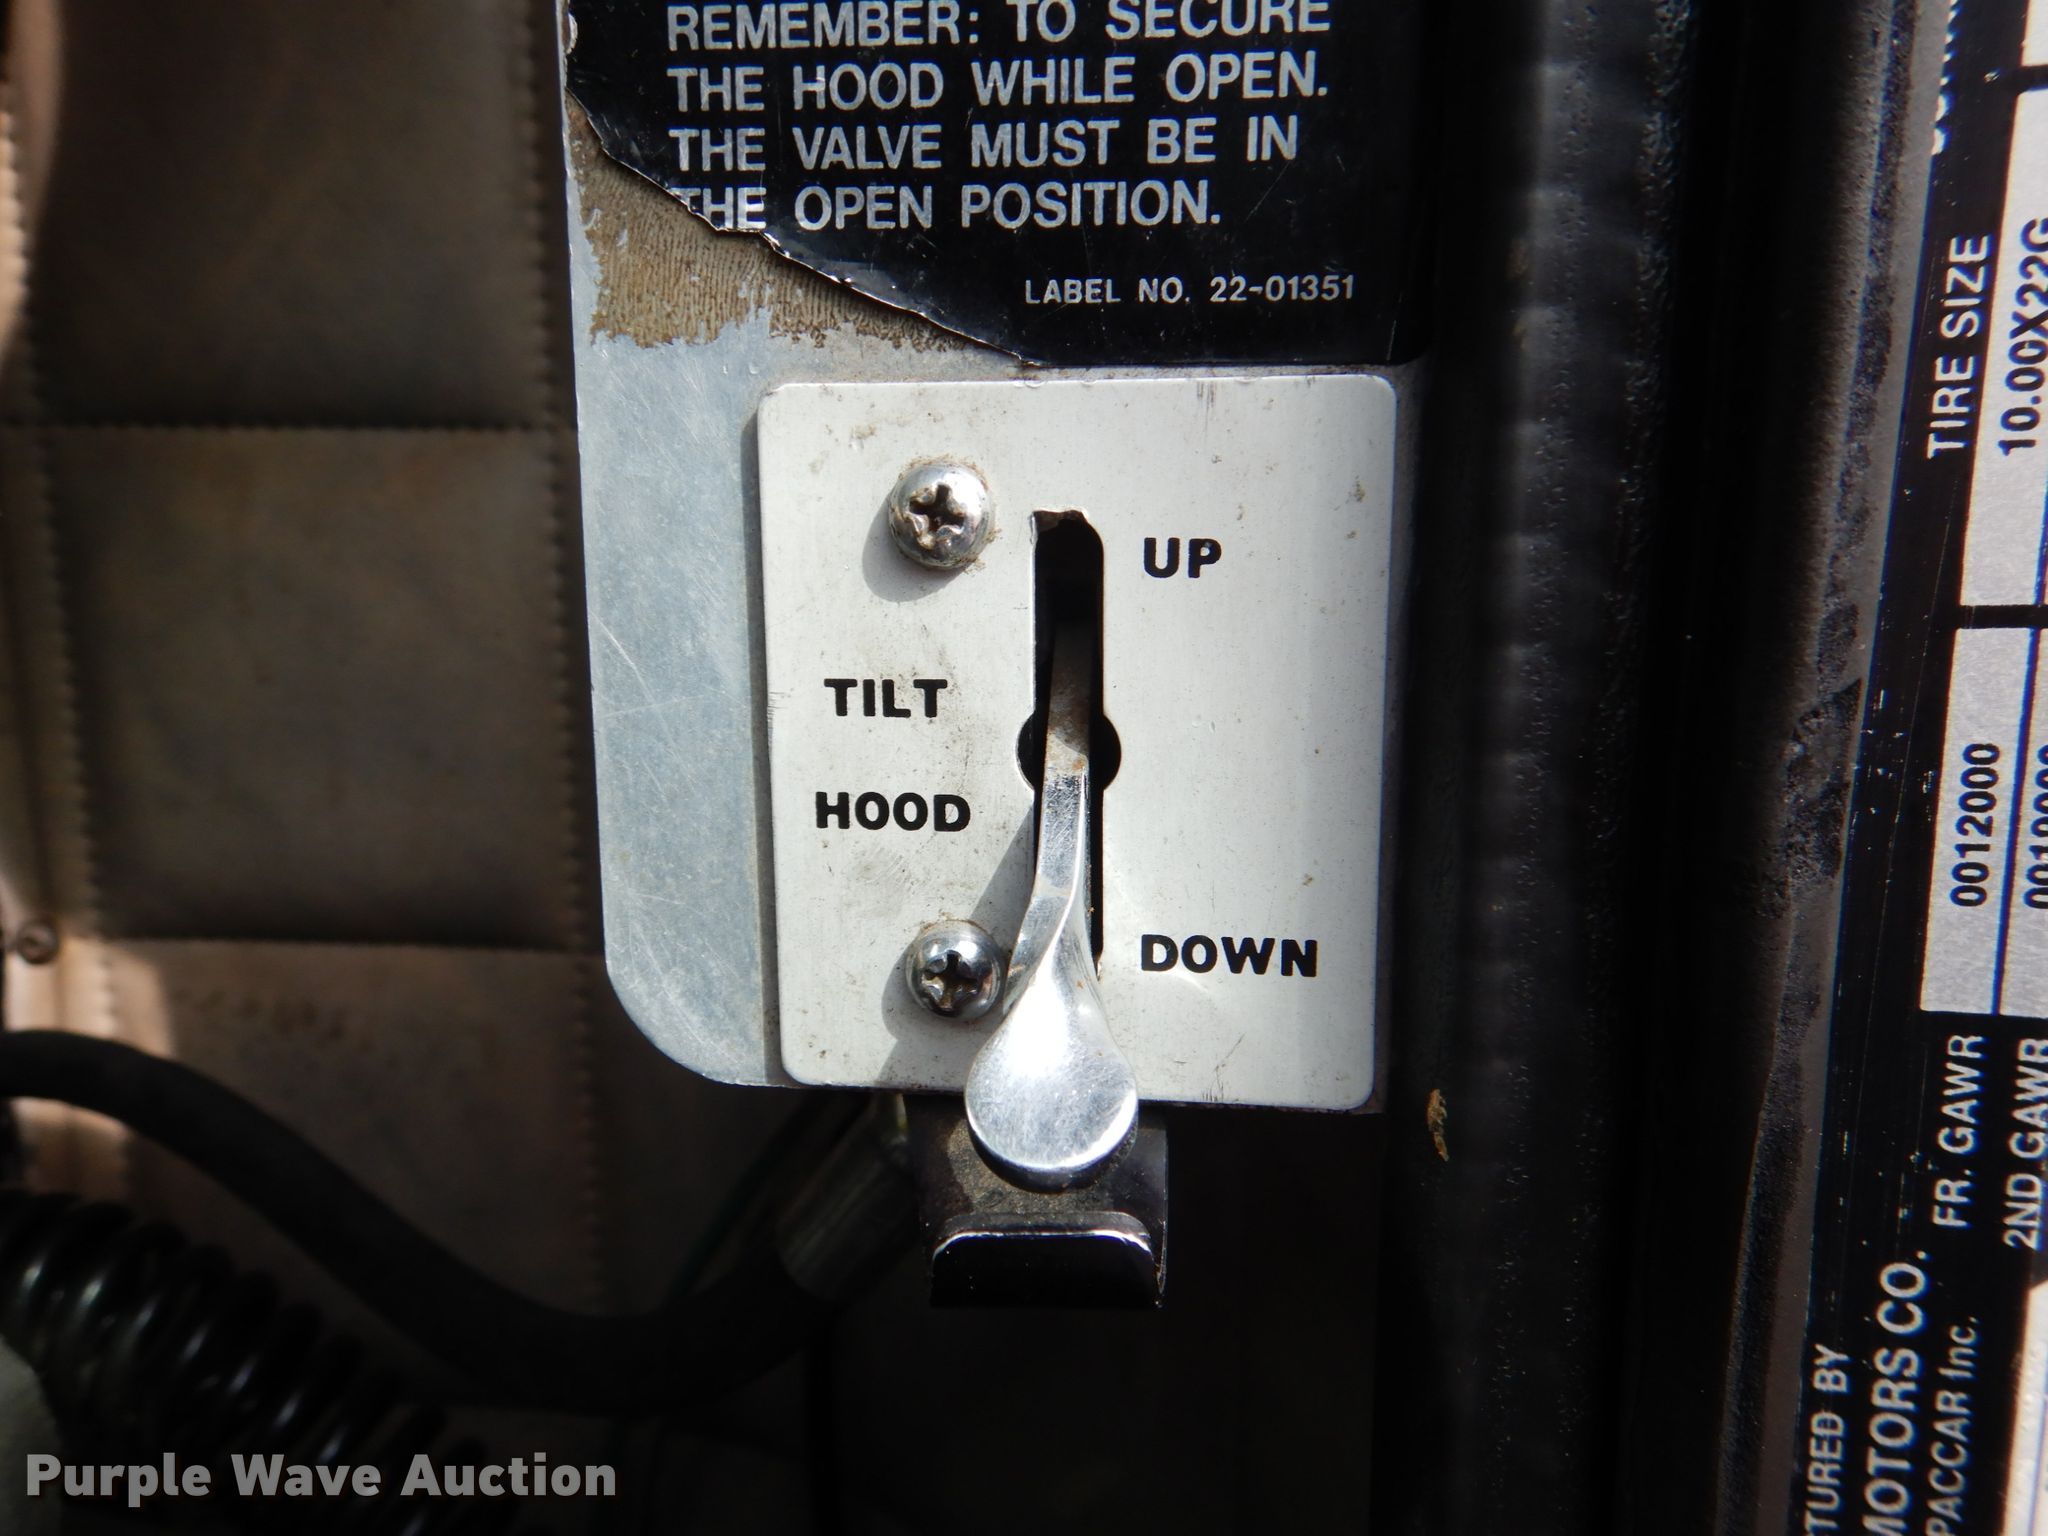 REMEMBER: TO SECURE
THE HOOD WHILE OPEN.
THE VALVE MUST BE IN
THE OPEN POSITION.
LABEL NO. 22-01351
UP
TILT
HOOD
DOWN
TIRE SIZE
10.00X22G
0012000
FR. GAWR
2ND GAWR
TURED BY
MOTORS CO.
PACCAR Inc.
Purple Wave Auction